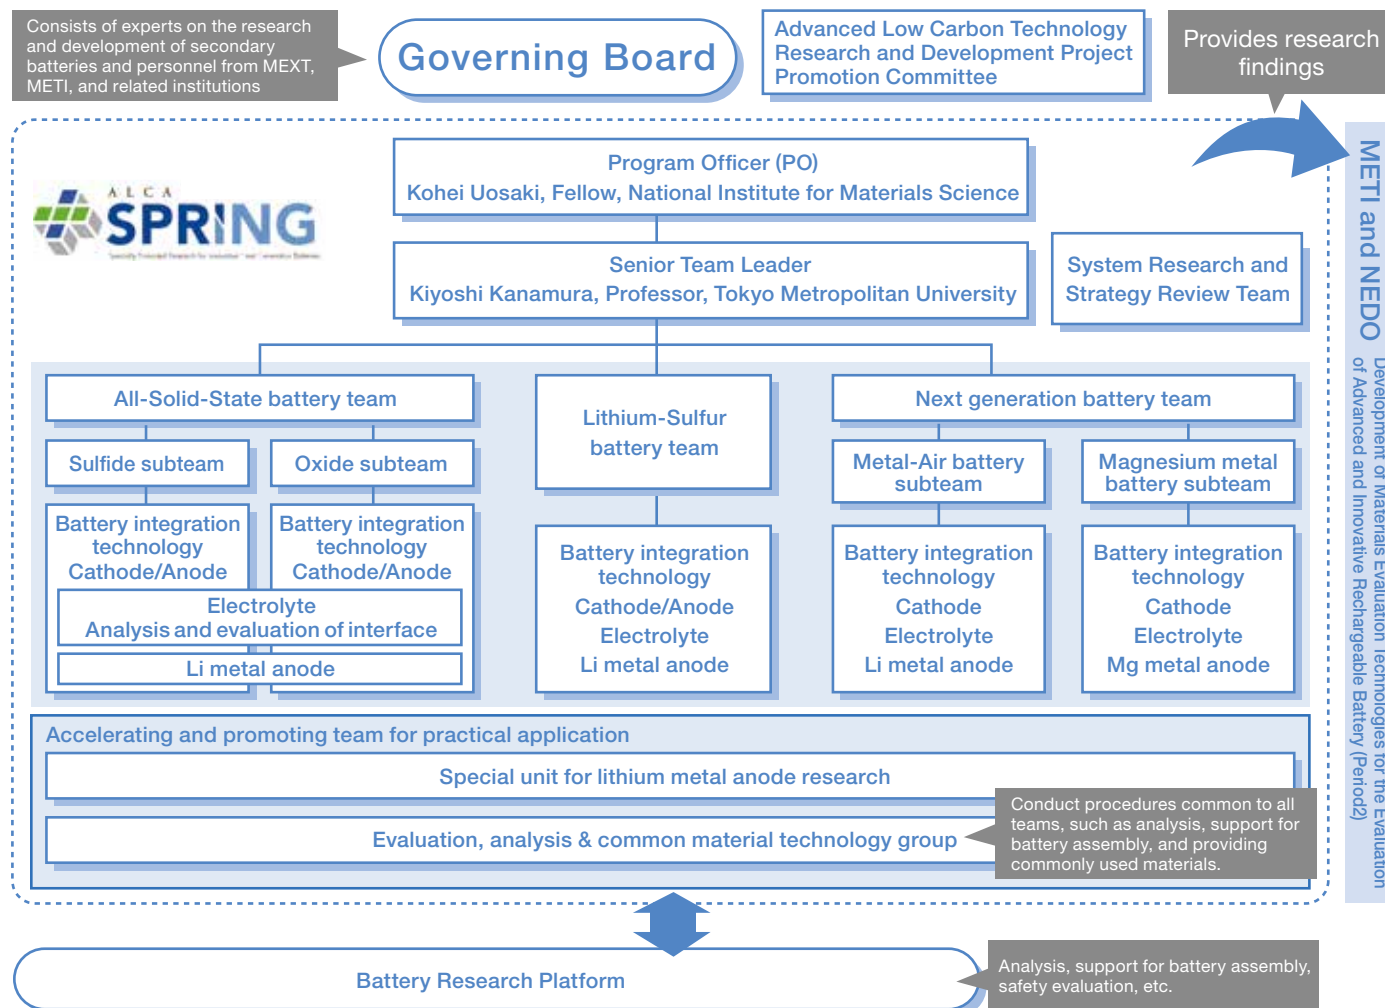 Consists of experts on the research
and development of secondary
batteries and personnel from MEXT,
METI, and related institutions
Governing Board
Advanced Low Carbon Technology
Research and Development Project
Promotion Committee
Provides research
findings
ALCA
SPRING
Program Officer (PO)
Kohei Uosaki, Fellow, National Institute for Materials Science
Senior Team Leader
Kiyoshi Kanamura, Professor, Tokyo Metropolitan University
System Research and
Strategy Review Team
METI and NEDO
Development of Materials Evaluation Technologies for the Evaluation
of Advanced and Innovative Rechargeable Battery (Period2)
All-Solid-State battery team
Sulfide subteam
Oxide subteam
Battery integration
technology
Cathode/Anode
Battery integration
technology
Cathode/Anode
Electrolyte
Analysis and evaluation of interface
Li metal anode
Lithium-Sulfur
battery team
Battery integration
technology
Cathode/Anode
Electrolyte
Li metal anode
Next generation battery team
Metal-Air battery
subteam
Battery integration
technology
Cathode
Electrolyte
Li metal anode
Magnesium metal
battery subteam
Battery integration
technology
Cathode
Electrolyte
Mg metal anode
Accelerating and promoting team for practical application
Special unit for lithium metal anode research
Evaluation, analysis & common material technology group
Conduct procedures common to all
teams, such as analysis, support for
battery assembly, and providing
commonly used materials.
Battery Research Platform
Analysis, support for battery assembly,
safety evaluation, etc.